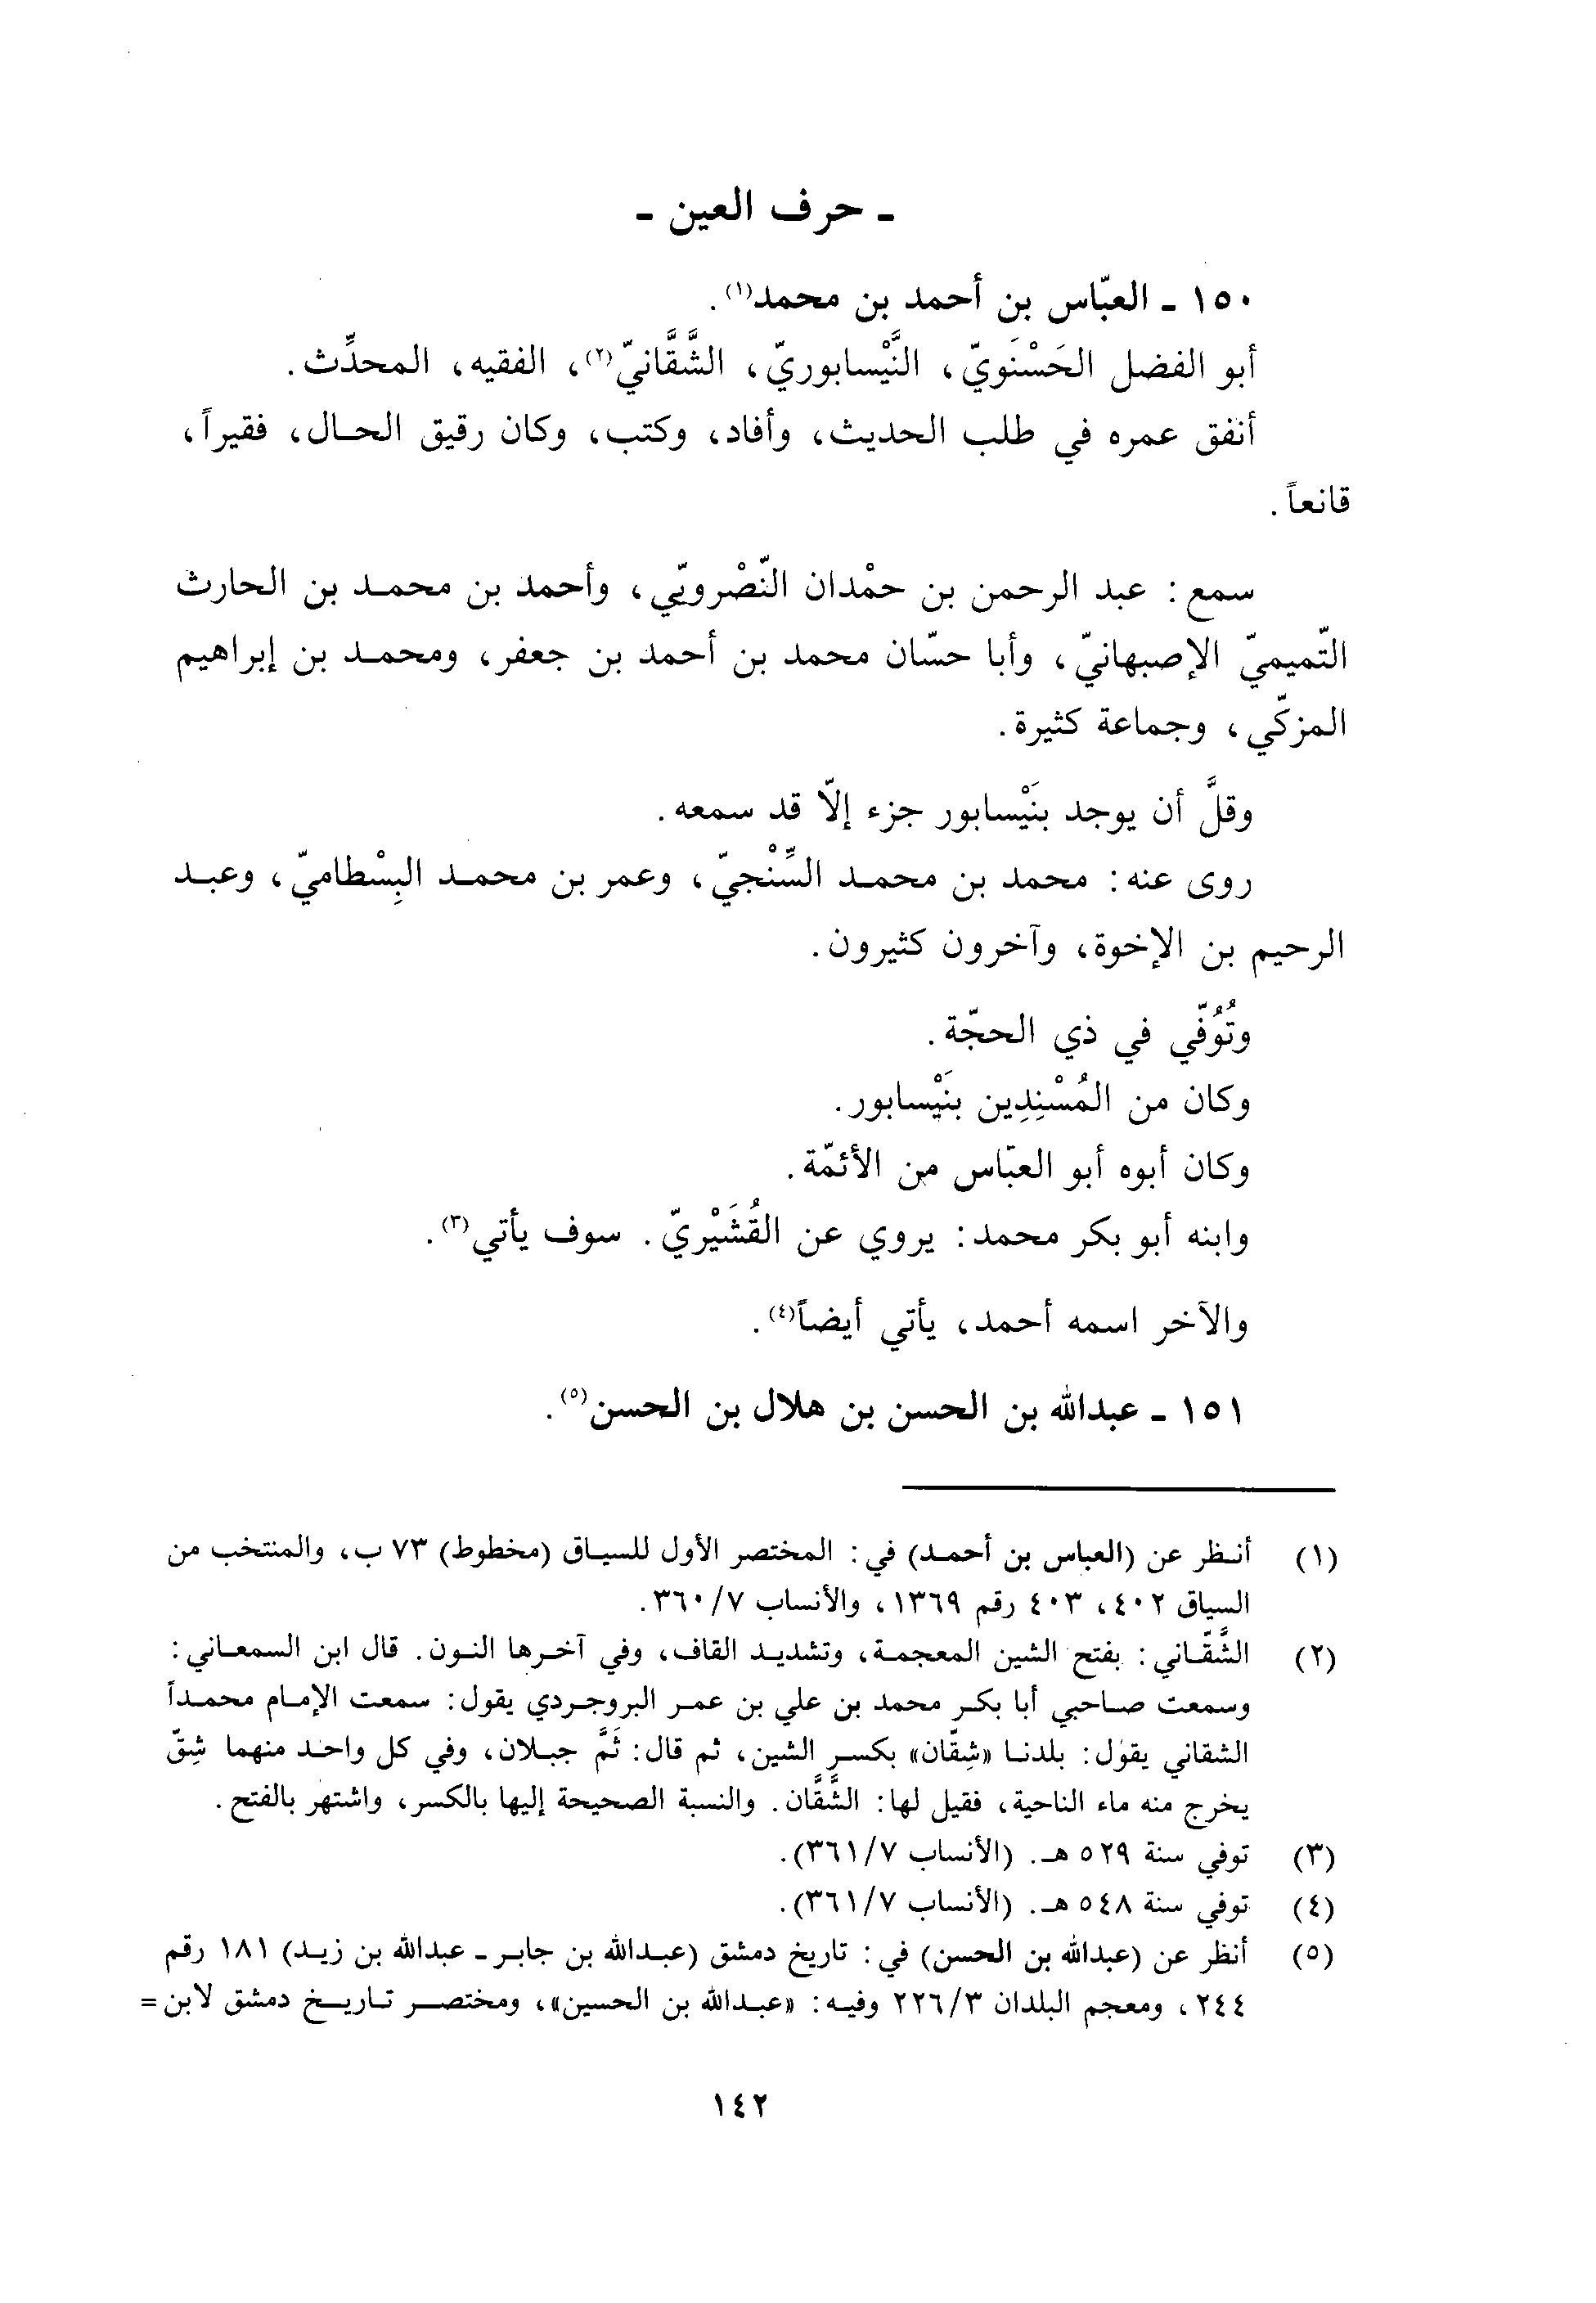 ـ حرف العين ـ
١٥٠ ـ العبّاس بن أحمد بن محمد(١).
أبو الفضل الحَسْنَويّ، النَّيْسابوريّ، الشَّقَّانيّ(٢)، الفقيه، المحدِّث.
أنفق عمره في طلب الحديث، وأفاد، وكتب، وكان رقيق الحال، فقيراً،
قانعاً.
سمع: عبد الرحمن بن حمْدان النّصْرويّي، وأحمد بن محمد بن الحارث
التّميميّ الإصبهانيّ، وأبا حسّان محمد بن أحمد بن جعفر، ومحمد بن إبراهيم
المزكّي، وجماعة كثيرة.
وقلَّ أن يوجد بنَيْسابور جزء إلّا قد سمعه.
روى عنه: محمد بن محمد السِّنْجيّ، وعمر بن محمد البِسْطاميّ، وعبد
الرحيم بن الإخوة، وآخرون كثيرون.
وتُوُفّي في ذي الحجّة.
وكان من المُسْنِدِين بنَيْسابور.
وكان أبوه أبو العبّاس من الأئمّة.
وابنه أبو بكر محمد: يروي عن القُشَيْريّ. سوف يأتي(٣).
والآخر اسمه أحمد، يأتي أيضاً(٤).
١٥١ ـ عبدالله بن الحسن بن هلال بن الحسن(٥).
(١) أنظر عن (العباس بن أحمد) في: المختصر الأول للسياق (مخطوط) ٧٣ ب، والمنتخب من
السياق ٤٠٢، ٤٠٣ رقم ١٣٦٩، والأنساب ٣٦٠/٧.
(٢) الشَّقّاني: بفتح الشين المعجمة، وتشديد القاف، وفي آخرها النون. قال ابن السمعاني:
وسمعت صاحبي أبا بكر محمد بن علي بن عمر البروجردي يقول: سمعت الإمام محمداً
الشقاني يقول: بلدنا «شِقّان» بكسر الشين، ثم قال: ثَمَّ جبلان، وفي كل واحد منهما شِقّ
يخرج منه ماء الناحية، فقيل لها: الشَّقَّان. والنسبة الصحيحة إليها بالكسر، واشتهر بالفتح.
(٣) توفي سنة ٥٢٩ هـ. (الأنساب ٣٦١/٧).
(٤) توفي سنة ٥٤٨ هـ. (الأنساب ٣٦١/٧).
(٥) أنظر عن (عبدالله بن الحسن) في: تاريخ دمشق (عبدالله بن جابر ـ عبدالله بن زيد) ١٨١ رقم
٢٤٤، ومعجم البلدان ٢٢٦/٣ وفيه: «عبدالله بن الحسين»، ومختصر تاريخ دمشق لابن =
١٤٢